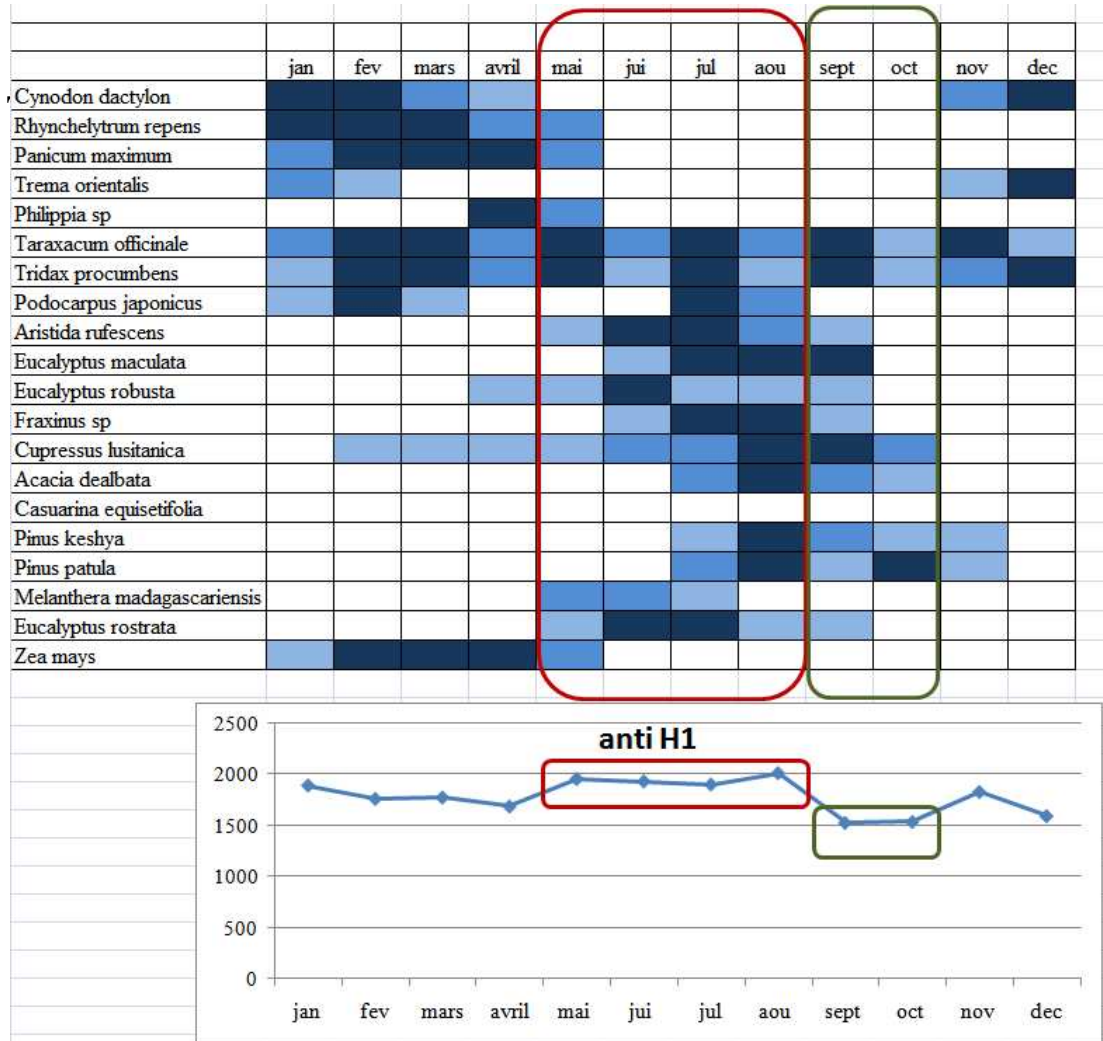 jan fev mars avril mai jui jul aou sept oct nov dec
Cynodon dactylon
Rhynchelytrum repens
Panicum maximum
Trema orientalis
Philippia sp
Taraxacum officinale
Tridax procumbens
Podocarpus japonicus
Aristida rufescens
Eucalyptus maculata
Eucalyptus robusta
Fraxinus sp
Cupressus lusitanica
Acacia dealbata
Casuarina equisetifolia
Pinus keshya
Pinus patula
Melanthera madagascariensis
Eucalyptus rostrata
Zea mays
anti H1
2500
2000
1500
1000
500
0
jan fev mars avril mai jui jul aou sept oct nov dec